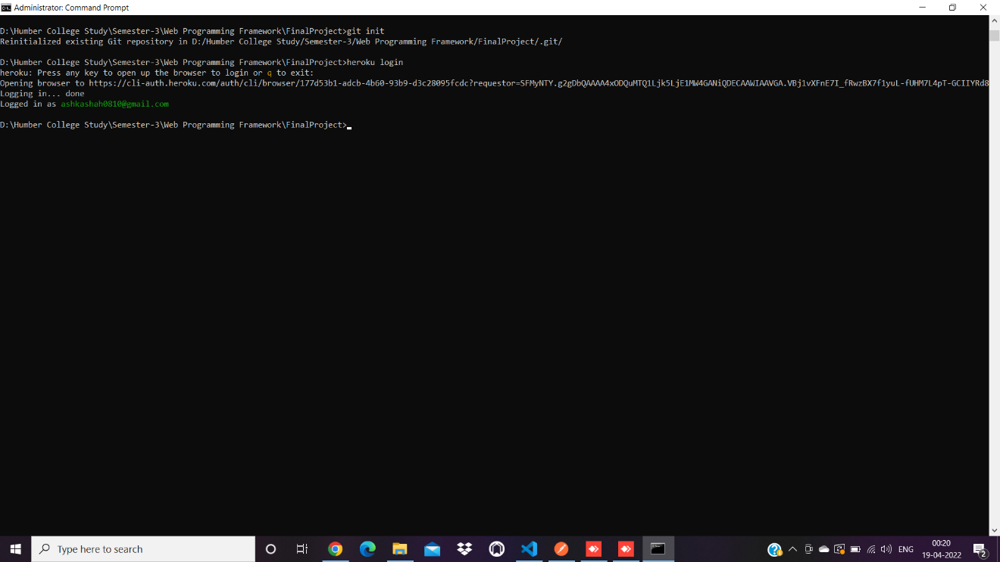 Administrator: Command Prompt
D:\Humber College Study\Semester-3\Web Programming Framework\FinalProject>git init
Reinitialized existing Git repository in D:/Humber College Study/Semester-3/Web Programming Framework/FinalProject/.git/
D:\Humber College Study\Semester-3\Web Programming Framework\FinalProject>heroku login
heroku: Press any key to open up the browser to login or q to exit:
Opening browser to https://cli-auth.heroku.com/auth/cli/browser/177d53b1-adcb-4b60-93b9-d3c28095fcdc?requestor=SFMyNTY.g2gDbQAAAA4xODQuMTQ1Ljk5LjE1MW4GANiQDECAAWIAAVGA.VBj1vXFnE7I_fRwzBX7f1yuL-fUHM7L4pT-GCIIYRd8
Logging in... done
Logged in as ashkashah0810@gmail.com
D:\Humber College Study\Semester-3\Web Programming Framework\FinalProject>
Type here to search
ENG
00:20
19-04-2022
2